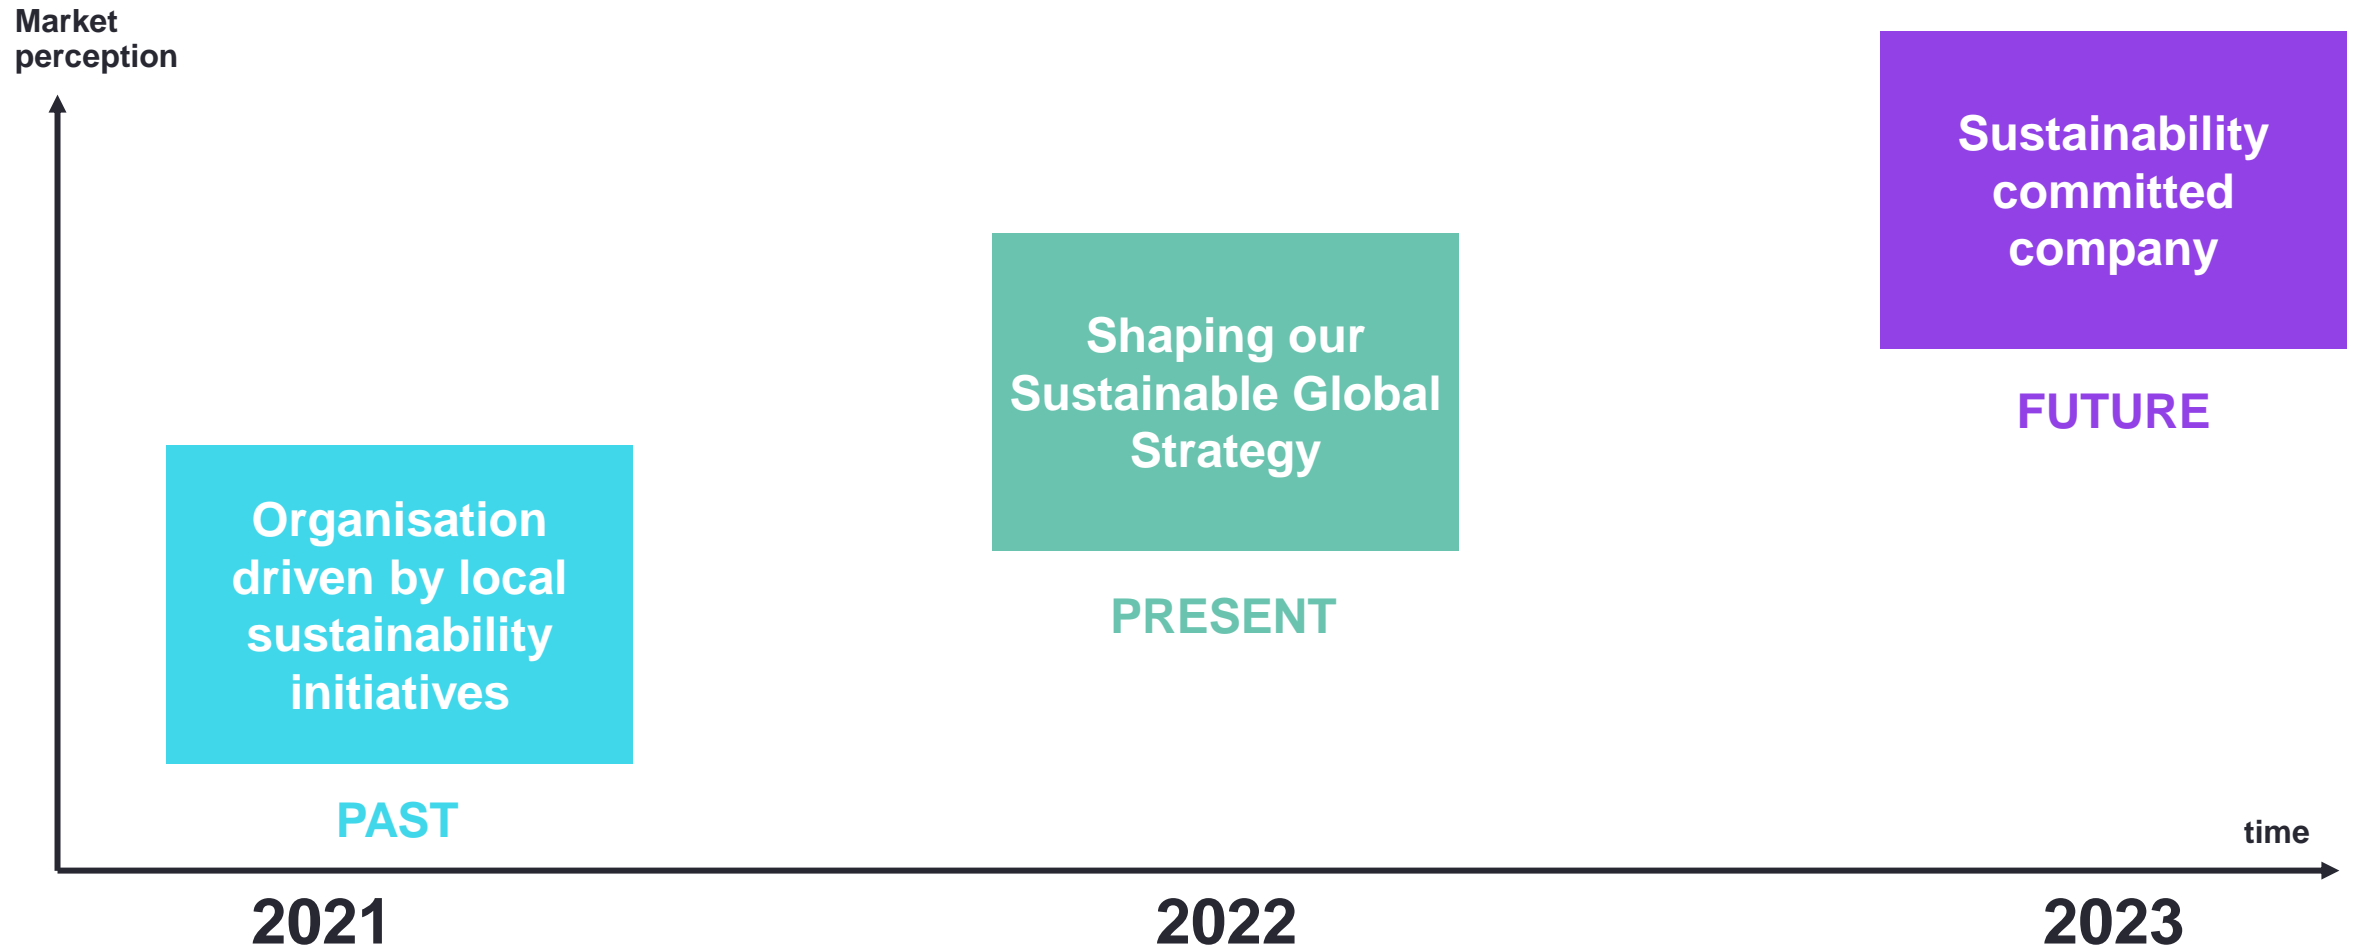 Market
perception
Sustainability
committed
company
FUTURE
Shaping our
Sustainable Global
Strategy
PRESENT
Organisation
driven by local
sustainability
initiatives
PAST
time
2021
2022
2023